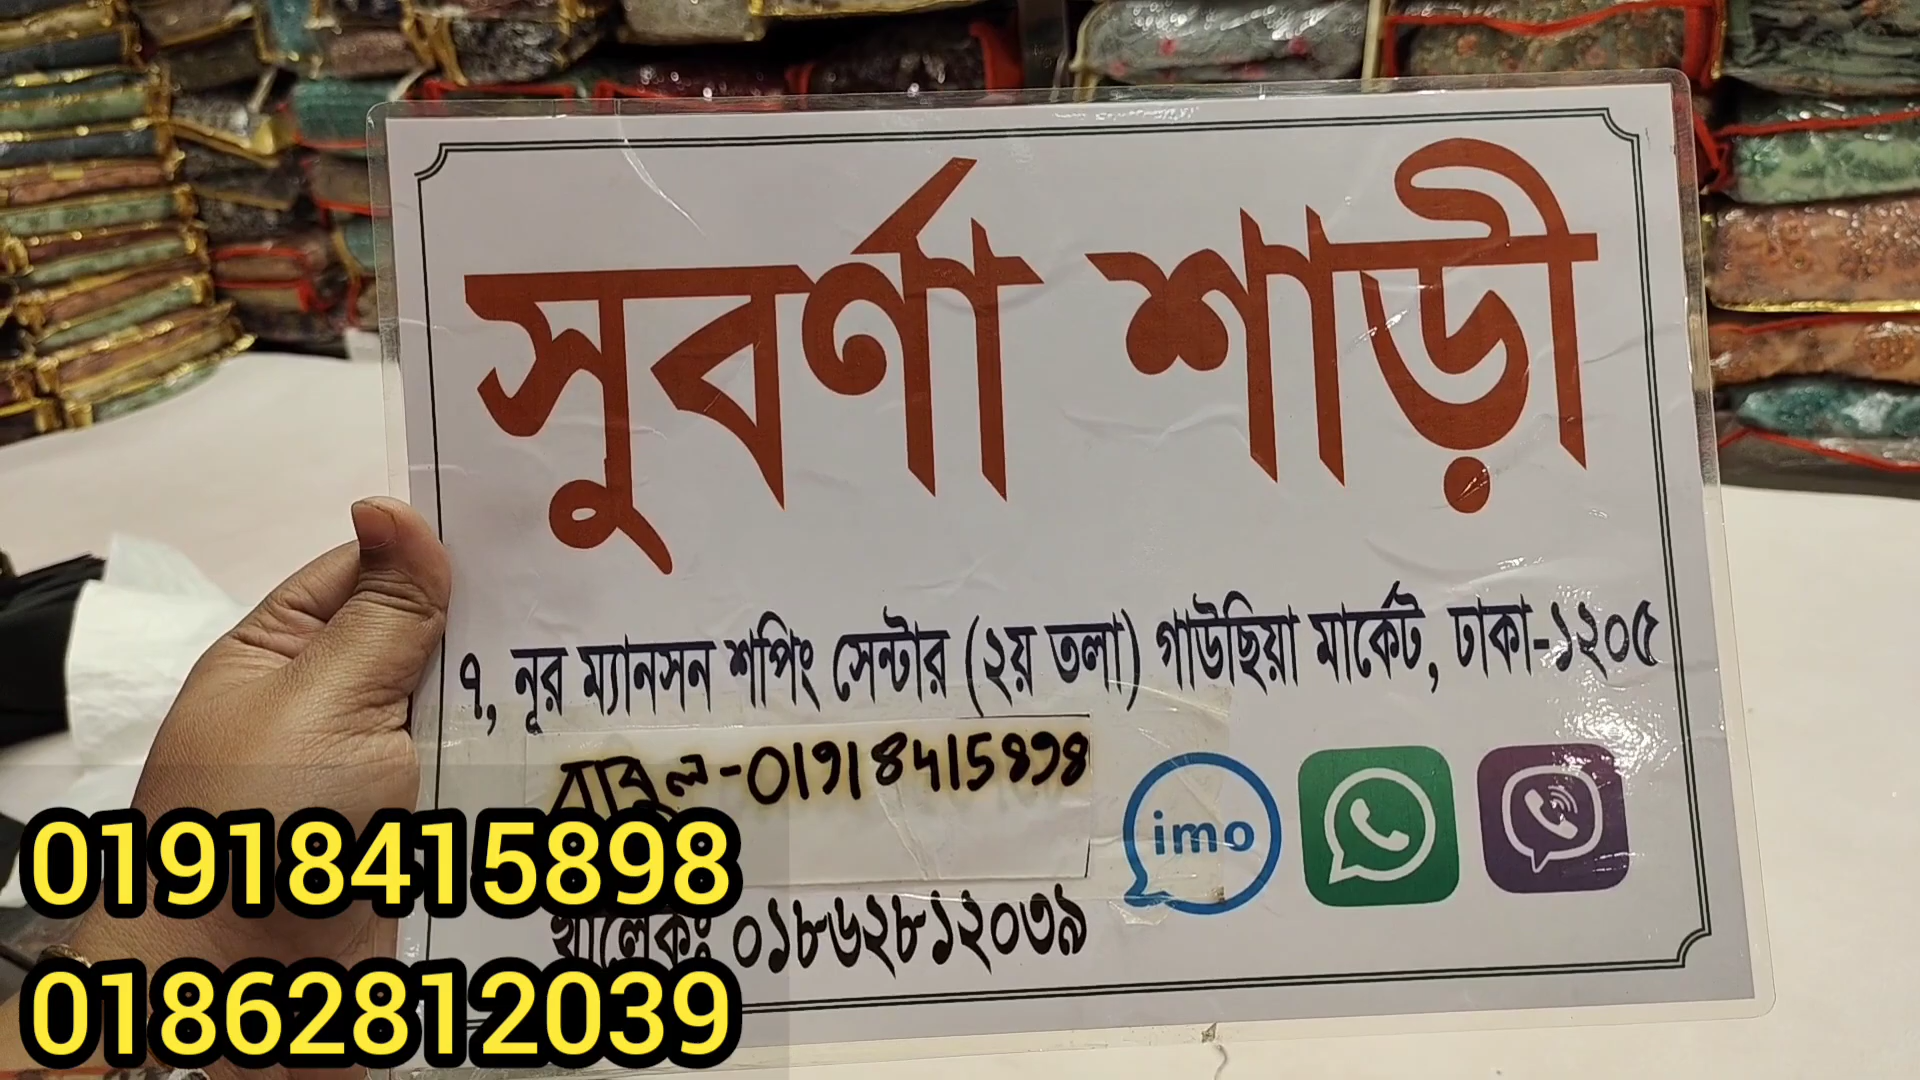 সুবর্ণা শাড়ী
৭, নূর ম্যানসন শপিং সেন্টার (২য় তলা) গাউছিয়া মার্কেট, ঢাকা-১২০৫
বাবুল-01918415898
imo
খালেকঃ ০১৮৬২৮১২০৩৯
01918415898
01862812039